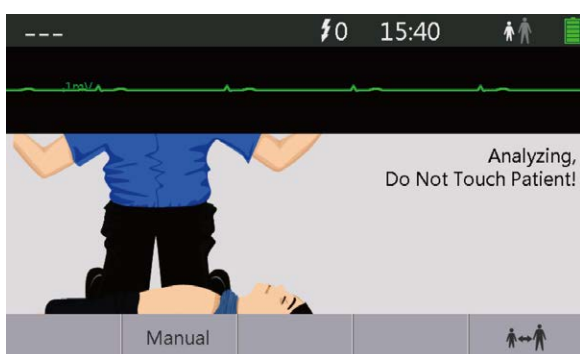 --- 0 15:40
1mV
Analyzing,
Do Not Touch Patient!
Manual